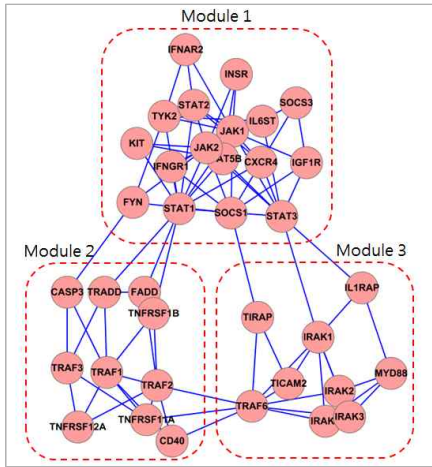 Module 1
IFNAR2
INSR
STAT2
SOCS3
TYK2
IL6ST
JAK1
KIT
JAK2
AT5B
CXCR4
IFNGR1
IGF1R
FYN
STAT1
SOCS1
STAT3
Module 2
Module 3
CASP3
TRADD
FADD
IL1RAP
TNFRSF1B
TIRAP
IRAK1
TRAF3
TRAF1
MYD88
TRAF2
TICAM2
IRAK2
TRAF6
TNFRSF12A
TNFRSF11A
IRAK
IRAK3
CD40